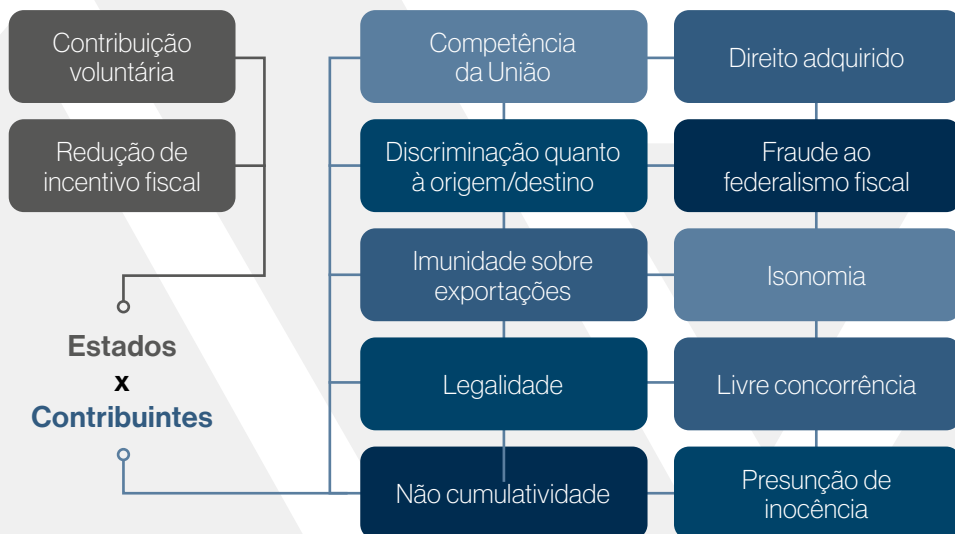 Contribuição
voluntária
Redução de
incentivo fiscal
Estados
x
Contribuintes
Competência
da União
Direito adquirido
Discriminação quanto
à origem/destino
Fraude ao
federalismo fiscal
Imunidade sobre
exportações
Isonomia
Legalidade
Livre concorrência
Não cumulatividade
Presunção de
inocência